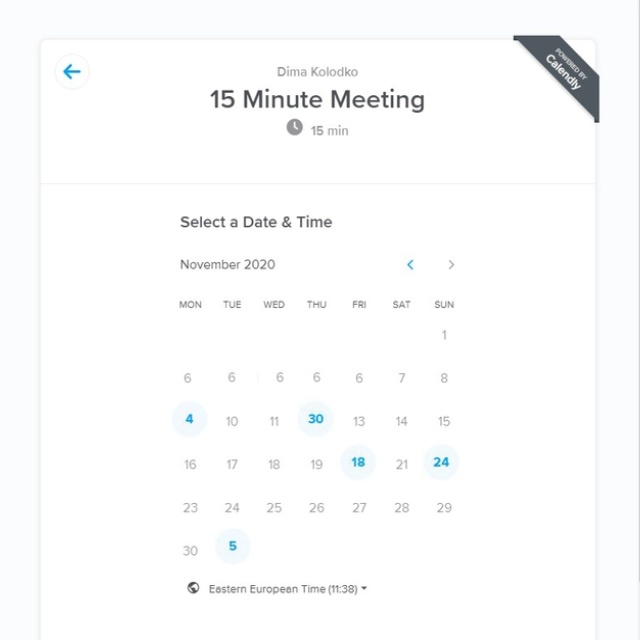 POWERED BY
Calendly
Dima Kolodko
15 Minute Meeting
15 min
Select a Date & Time
November 2020
MON TUE WED THU FRI SAT SUN
1
6 6 6 6 6 7 8
4 10 11 30 13 14 15
16 17 18 19 18 21 24
23 24 25 26 27 28 29
30 5
Eastern European Time (11:38)